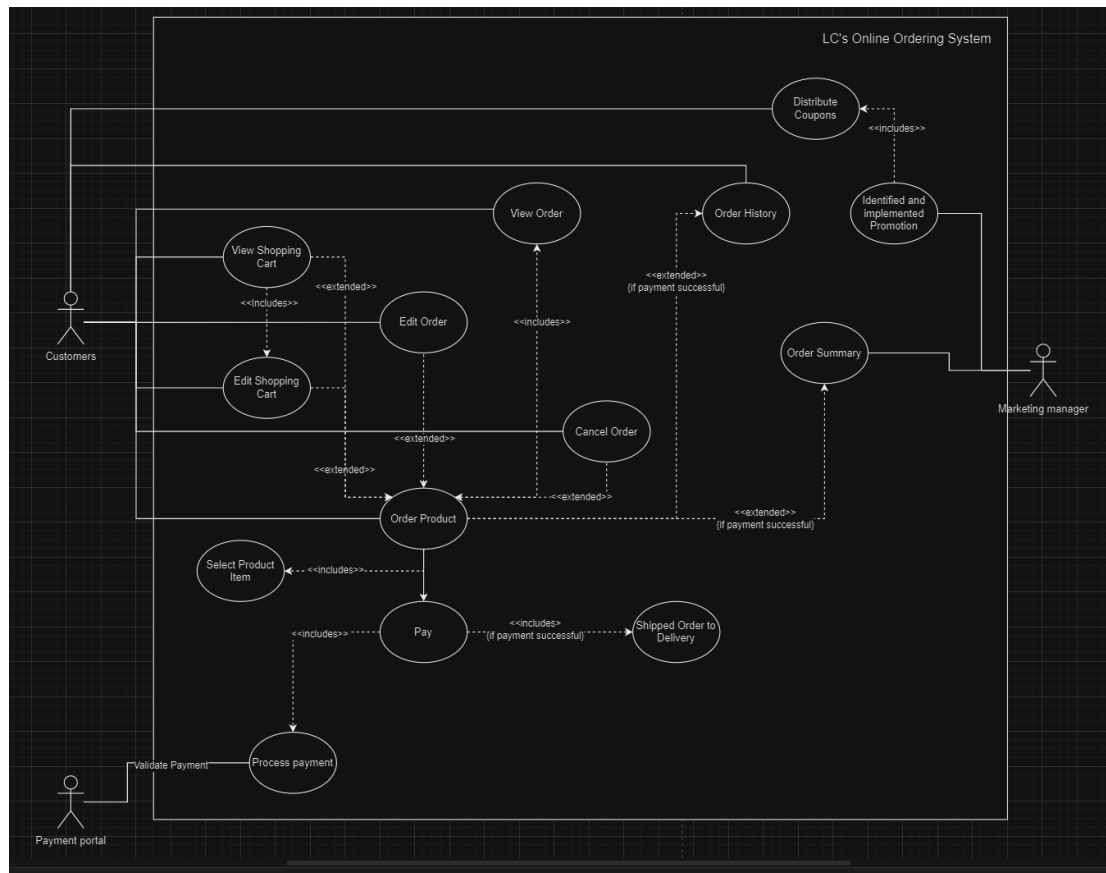 LC's Online Ordering System
Distribute
Coupons
<<includes>>
View Order
Order History
Identified and
implemented
Promotion
View Shopping
Cart
<<extended>>
<<extended>>
{if payment successful}
<<Includes>>
Edit Order
<<includes>>
Customers
Order Summary
Edit Shopping
Cart
Marketing manager
Cancel Order
<<extended>>
<<extended>>
<<extended>>
Order Product
<<extended>>
{if payment successful}
Select Product
Item
<<includes>>
Pay
<<includes>>
<<includes>
{if payment successful}
Shipped Order to
Delivery
Validate Payment
Process payment
Payment portal